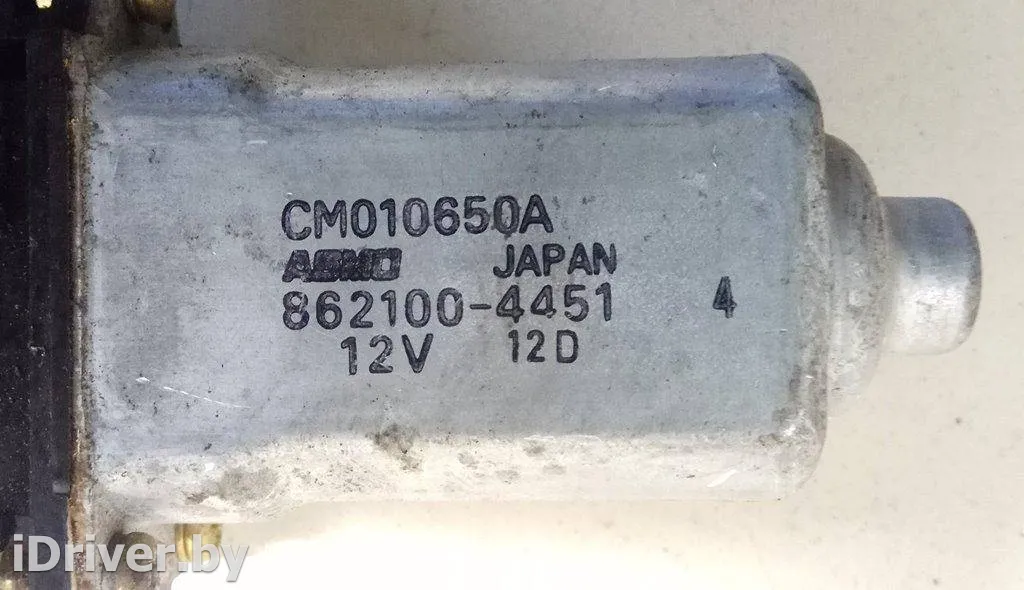 CM010650A
ASMO JAPAN
862100-4451 4
12V 12D
iDriver.by